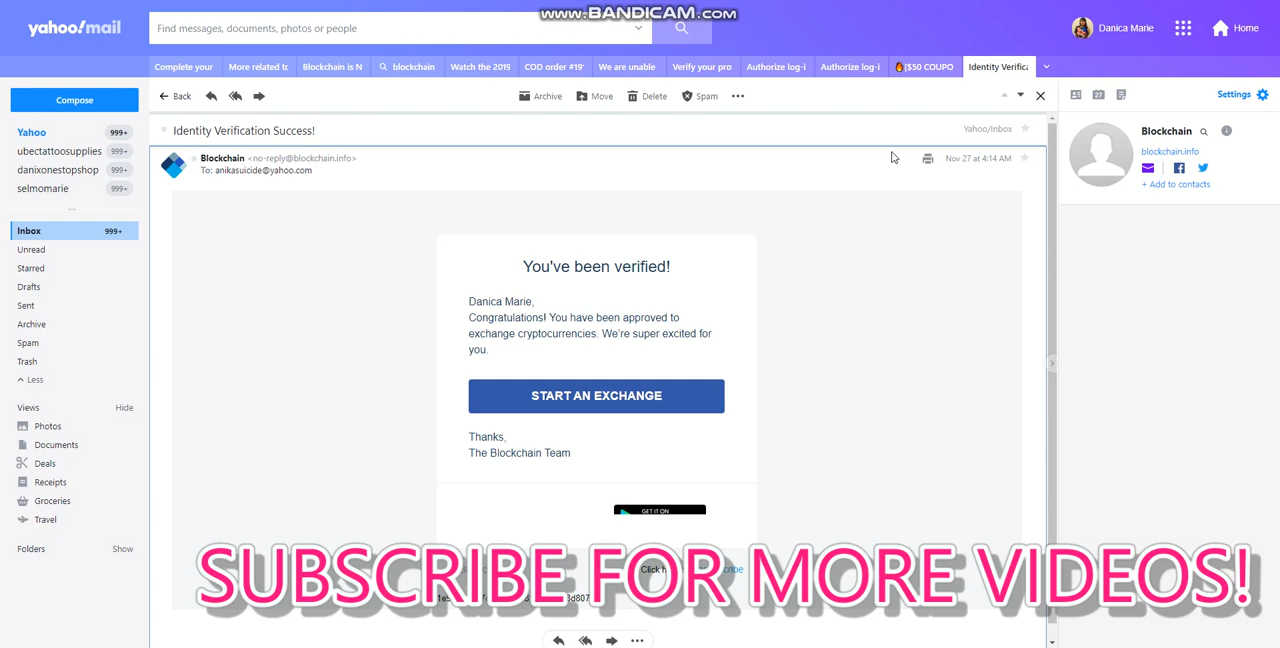 www.BANDICAM.com
yahoo!mail
Find messages, documents, photos or people
Danica Marie
Home
Complete your
More related to
Blockchain is N
blockchain
Watch the 2019
COD order #19'
We are unable
Verify your pro
Authorize log-i
Authorize log-i
[$50 COUPO
Identity Verifica
Compose
Back
Archive
Move
Delete
Spam
Settings
Yahoo 999+
ubectattoosupplies 999+
danixonestopshop 999+
selmomarie 999+
Inbox 999+
Unread
Starred
Drafts
Sent
Archive
Spam
Trash
Less
Views Hide
Photos
Documents
Deals
Receipts
Groceries
Travel
Folders Show
Identity Verification Success!
Yahoo/Inbox
Blockchain <no-reply@blockchain.info>
To: anikasuicide@yahoo.com
Nov 27 at 4:14 AM
You've been verified!
Danica Marie,
Congratulations! You have been approved to
exchange cryptocurrencies. We're super excited for
you.
START AN EXCHANGE
Thanks,
The Blockchain Team
GET IT ON
Click
SUBSCRIBE FOR MORE VIDEOS!
27
Blockchain
blockchain.info
+ Add to contacts